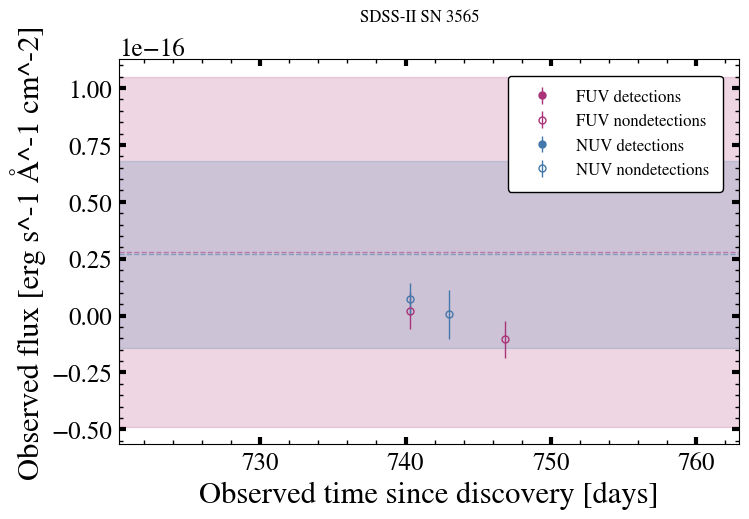 SDSS-II SN 3565
1e−16
Observed flux [erg s^-1 Å^-1 cm^-2]
1.00
0.75
0.50
0.25
0.00
−0.25
−0.50
FUV detections
FUV nondetections
NUV detections
NUV nondetections
730 740 750 760
Observed time since discovery [days]